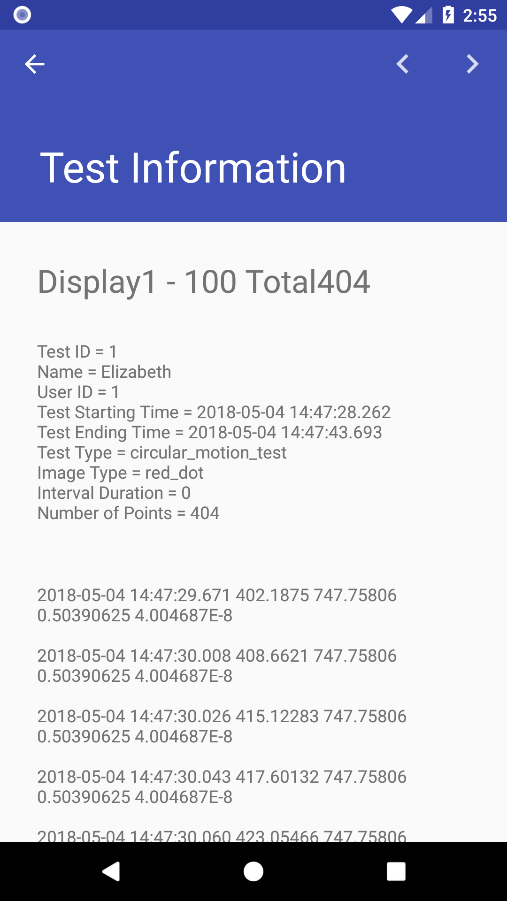 2:55
Test Information
Display1 - 100 Total404
Test ID = 1
Name = Elizabeth
User ID = 1
Test Starting Time = 2018-05-04 14:47:28.262
Test Ending Time = 2018-05-04 14:47:43.693
Test Type = circular_motion_test
Image Type = red_dot
Interval Duration = 0
Number of Points = 404
2018-05-04 14:47:29.671 402.1875 747.75806
0.50390625 4.004687E-8
2018-05-04 14:47:30.008 408.6621 747.75806
0.50390625 4.004687E-8
2018-05-04 14:47:30.026 415.12283 747.75806
0.50390625 4.004687E-8
2018-05-04 14:47:30.043 417.60132 747.75806
0.50390625 4.004687E-8
2018-05-04 14:47:30.060 423.05466 747.75806